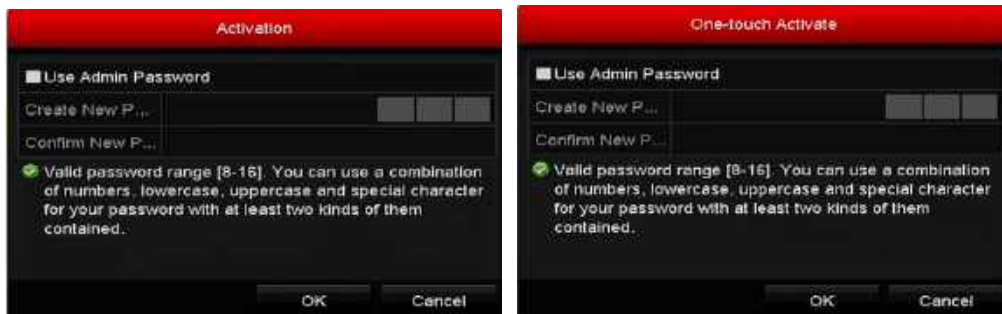 Activation
Use Admin Password
Create New P...
Confirm New P...
Valid password range [8-16]. You can use a combination
of numbers, lowercase, uppercase and special character
for your password with at least two kinds of them
contained.
OK Cancel
One-touch Activate
Use Admin Password
Create New P...
Confirm New P...
Valid password range [8-16]. You can use a combination
of numbers, lowercase, uppercase and special character
for your password with at least two kinds of them
contained.
OK Cancel